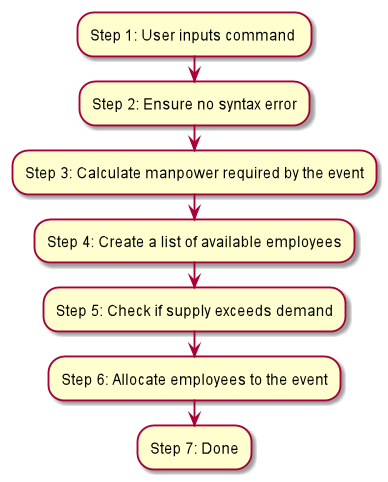 Step 1: User inputs command
Step 2: Ensure no syntax error
Step 3: Calculate manpower required by the event
Step 4: Create a list of available employees
Step 5: Check if supply exceeds demand
Step 6: Allocate employees to the event
Step 7: Done